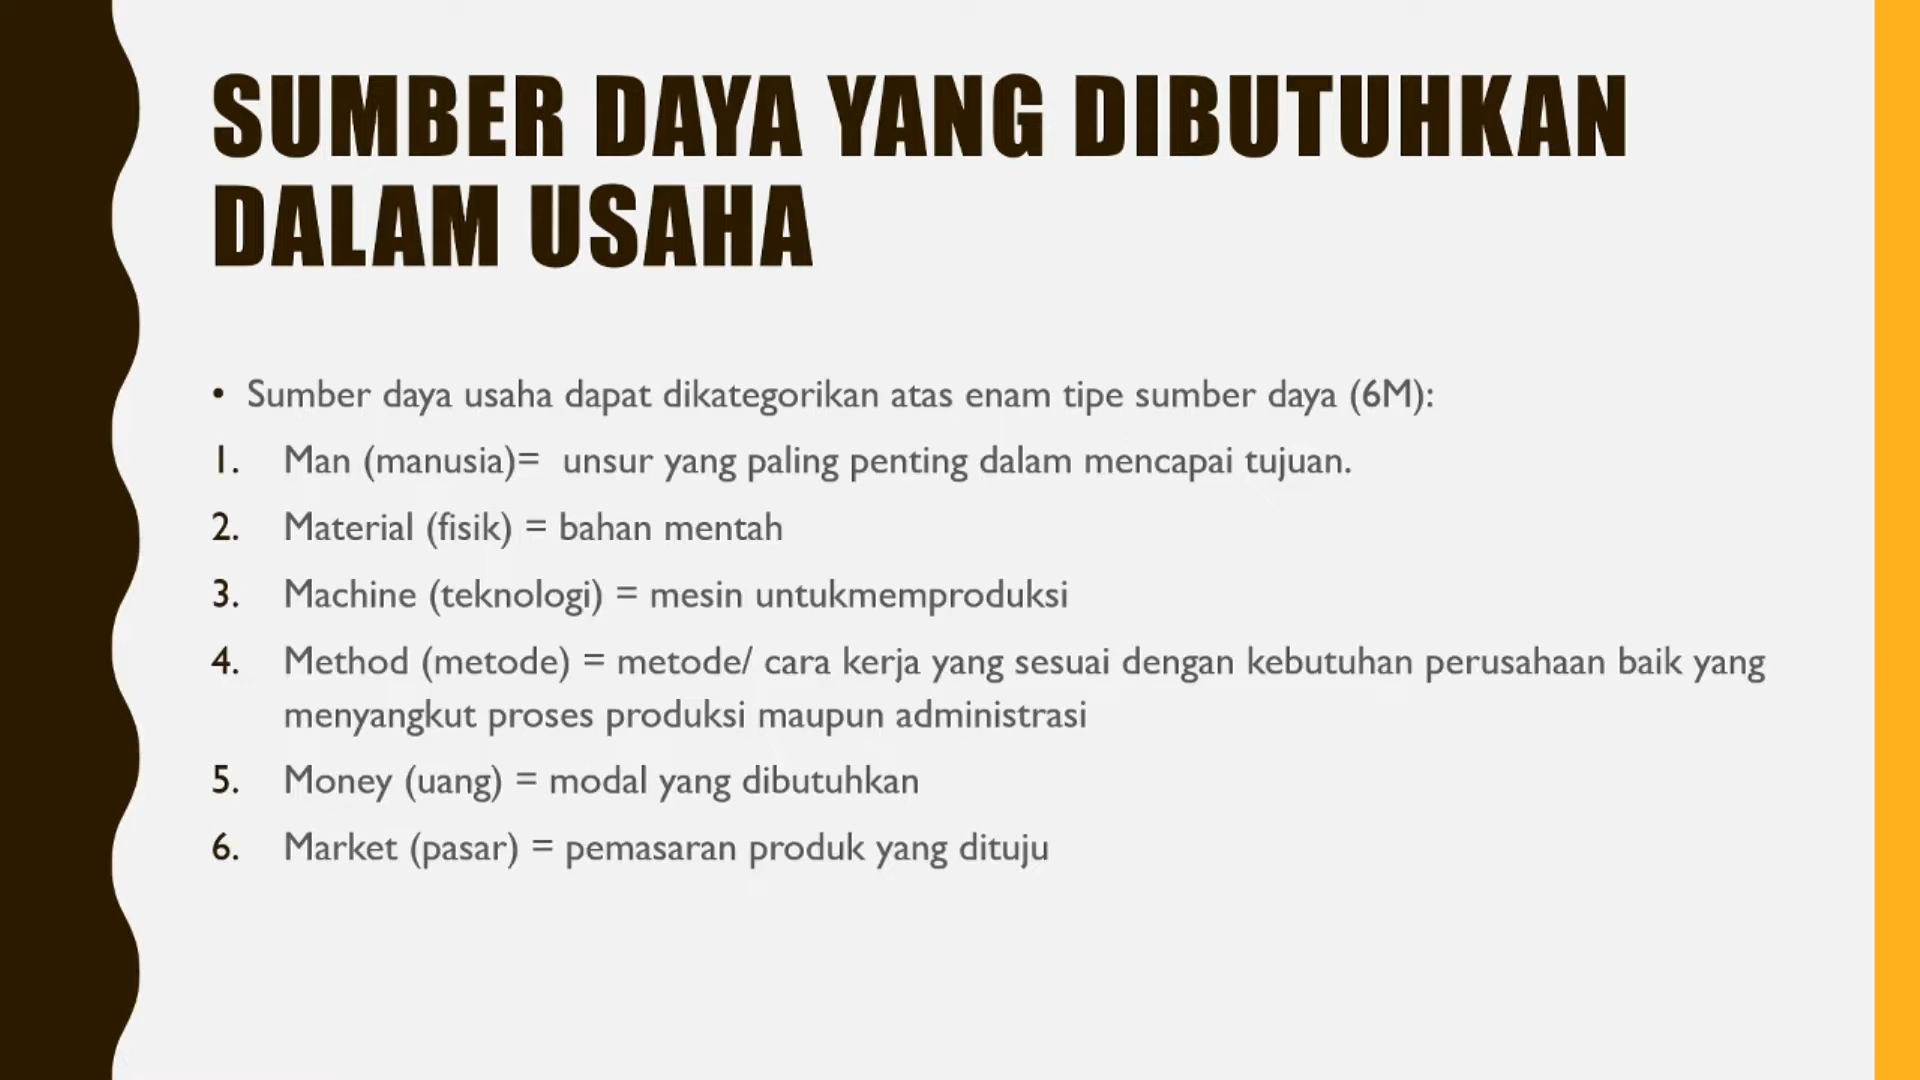 SUMBER DAYA YANG DIBUTUHKAN
DALAM USAHA
• Sumber daya usaha dapat dikategorikan atas enam tipe sumber daya (6M):
1. Man (manusia)=  unsur yang paling penting dalam mencapai tujuan.
2. Material (fisik) = bahan mentah
3. Machine (teknologi) = mesin untukmemproduksi
4. Method (metode) = metode/ cara kerja yang sesuai dengan kebutuhan perusahaan baik yang
menyangkut proses produksi maupun administrasi
5. Money (uang) = modal yang dibutuhkan
6. Market (pasar) = pemasaran produk yang dituju